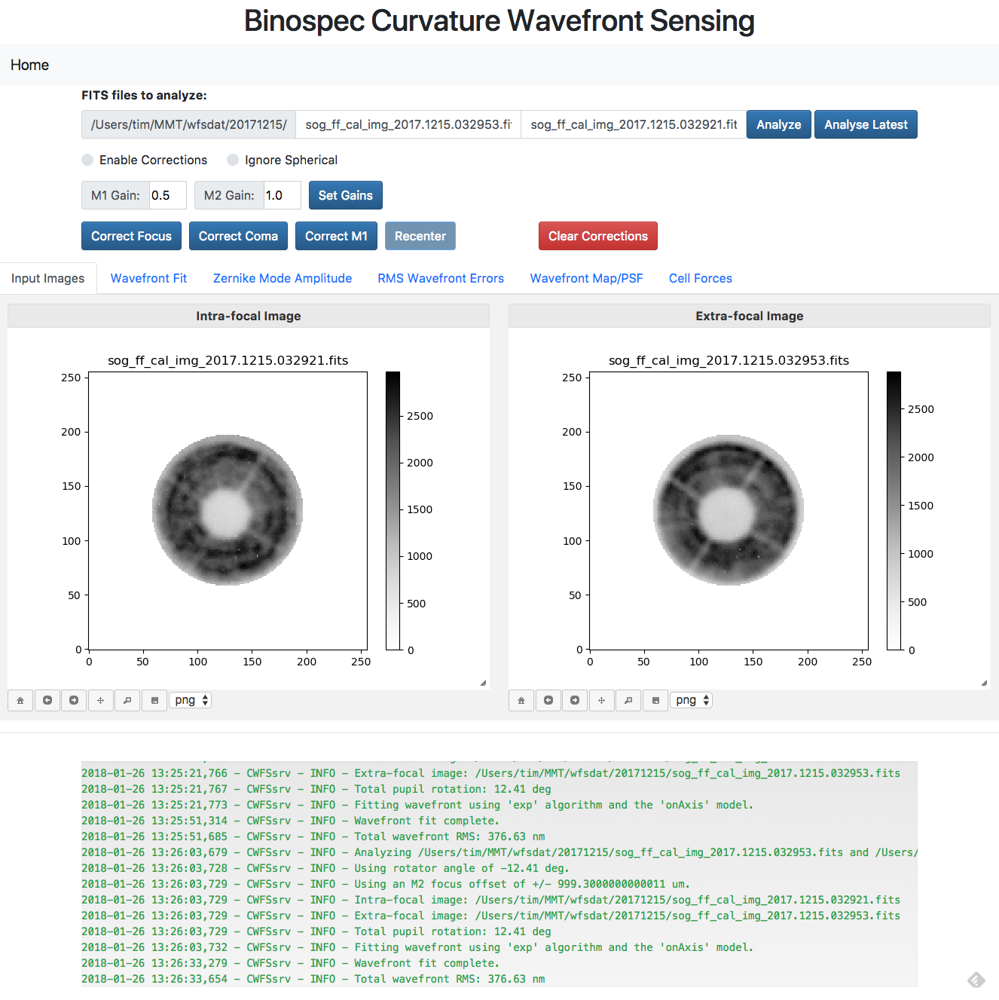 Binospec Curvature Wavefront Sensing
Home
FITS files to analyze:
/Users/tim/MMT/wfsdat/20171215/ sog_ff_cal_img_2017.1215.032953.fi sog_ff_cal_img_2017.1215.032921.fit Analyze Analyse Latest
Enable Corrections Ignore Spherical
M1 Gain: 0.5 M2 Gain: 1.0 Set Gains
Correct Focus Correct Coma Correct M1 Recenter Clear Corrections
Input Images Wavefront Fit Zernike Mode Amplitude RMS Wavefront Errors Wavefront Map/PSF Cell Forces
Intra-focal Image
sog_ff_cal_img_2017.1215.032921.fits
250
200
150
100
50
0
0 50 100 150 200 250
2500
2000
1500
1000
500
0
png
Extra-focal Image
sog_ff_cal_img_2017.1215.032953.fits
250
200
150
100
50
0
0 50 100 150 200 250
2500
2000
1500
1000
500
0
png
2018-01-26 13:25:21,766 - CWFSsrv - INFO - Extra-focal image: /Users/tim/MMT/wfsdat/20171215/sog_ff_cal_img_2017.1215.032953.fits
2018-01-26 13:25:21,767 - CWFSsrv - INFO - Total pupil rotation: 12.41 deg
2018-01-26 13:25:21,773 - CWFSsrv - INFO - Fitting wavefront using 'exp' algorithm and the 'onAxis' model.
2018-01-26 13:25:51,314 - CWFSsrv - INFO - Wavefront fit complete.
2018-01-26 13:25:51,685 - CWFSsrv - INFO - Total wavefront RMS: 376.63 nm
2018-01-26 13:26:03,679 - CWFSsrv - INFO - Analyzing /Users/tim/MMT/wfsdat/20171215/sog_ff_cal_img_2017.1215.032953.fits and /Users/
2018-01-26 13:26:03,728 - CWFSsrv - INFO - Using rotator angle of -12.41 deg.
2018-01-26 13:26:03,729 - CWFSsrv - INFO - Using an M2 focus offset of +/- 999.3000000000011 um.
2018-01-26 13:26:03,729 - CWFSsrv - INFO - Intra-focal image: /Users/tim/MMT/wfsdat/20171215/sog_ff_cal_img_2017.1215.032921.fits
2018-01-26 13:26:03,729 - CWFSsrv - INFO - Extra-focal image: /Users/tim/MMT/wfsdat/20171215/sog_ff_cal_img_2017.1215.032953.fits
2018-01-26 13:26:03,729 - CWFSsrv - INFO - Total pupil rotation: 12.41 deg
2018-01-26 13:26:03,732 - CWFSsrv - INFO - Fitting wavefront using 'exp' algorithm and the 'onAxis' model.
2018-01-26 13:26:33,279 - CWFSsrv - INFO - Wavefront fit complete.
2018-01-26 13:26:33,654 - CWFSsrv - INFO - Total wavefront RMS: 376.63 nm